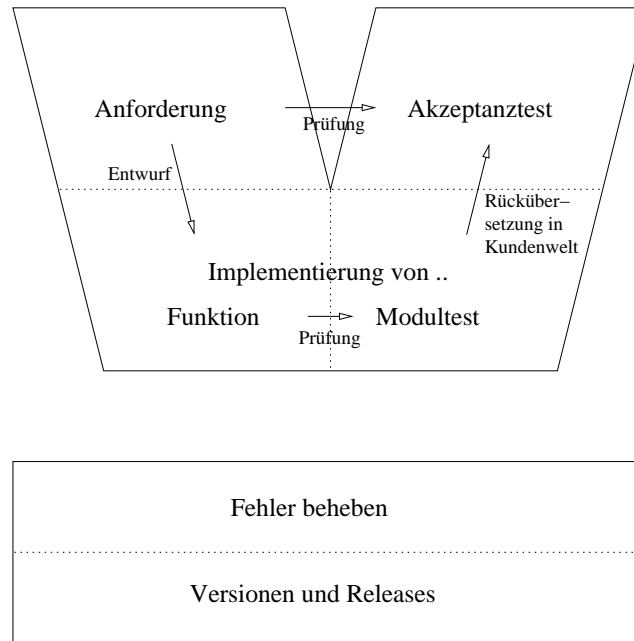 Anforderung
Akzeptanztest
Prüfung
Entwurf
Rücküber−
setzung in
Kundenwelt
Implementierung von ..
Funktion
Modultest
Prüfung
Fehler beheben
Versionen und Releases